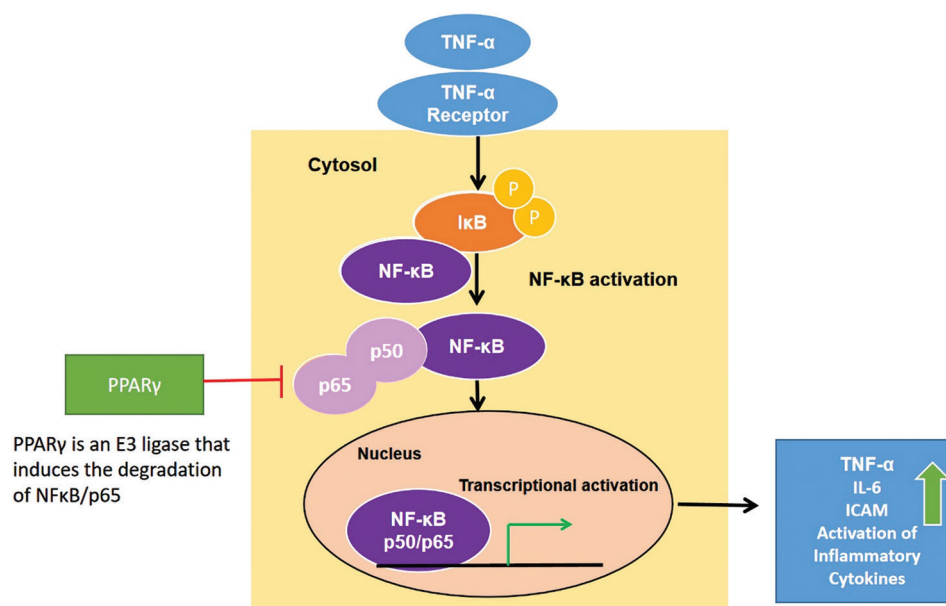 TNF-α
TNF-α
Receptor
Cytosol
P
P
IκB
NF-κB
NF-κB activation
NF-κB
p50
p65
PPARγ
PPARγ is an E3 ligase that
induces the degradation
of NFκB/p65
Nucleus
Transcriptional activation
NF-κB
p50/p65
TNF-α
IL-6
ICAM
Activation of
Inflammatory
Cytokines